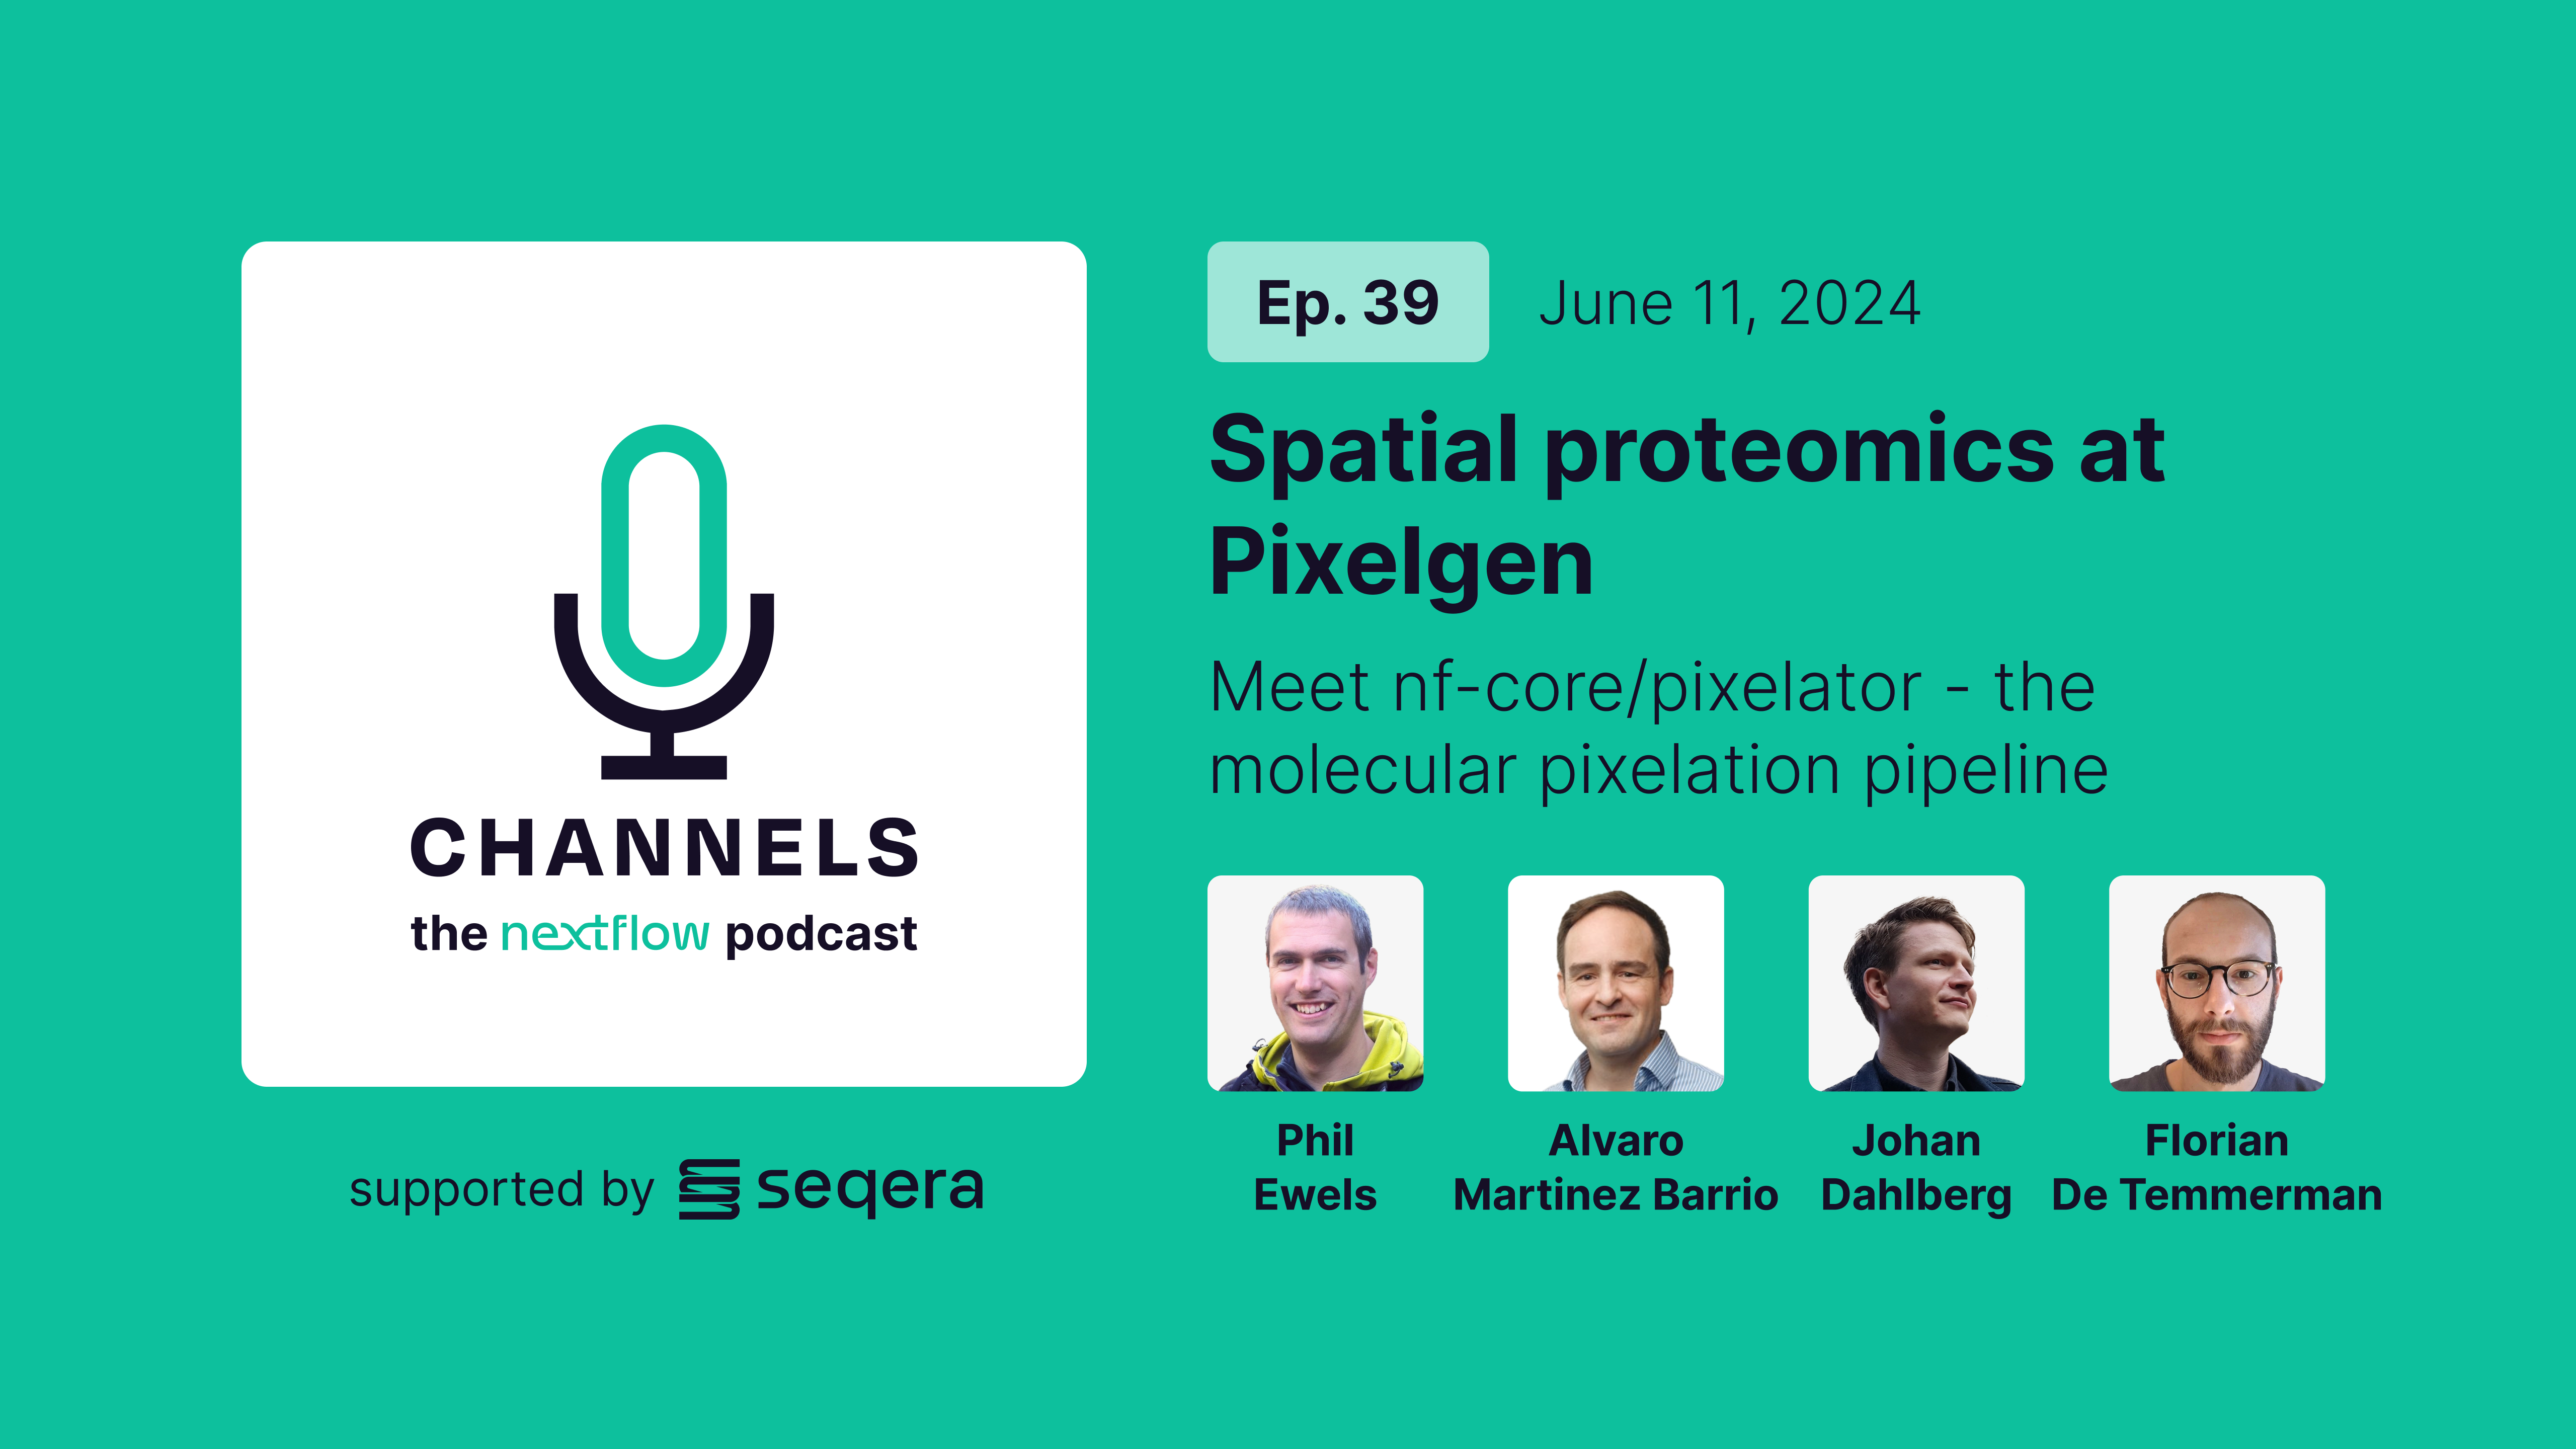 CHANNELS
the nextflow podcast
supported by seqera
Ep. 39
June 11, 2024
Spatial proteomics at
Pixelgen
Meet nf-core/pixelator - the
molecular pixelation pipeline
Phil
Ewels
Alvaro
Martinez Barrio
Johan
Dahlberg
Florian
De Temmerman